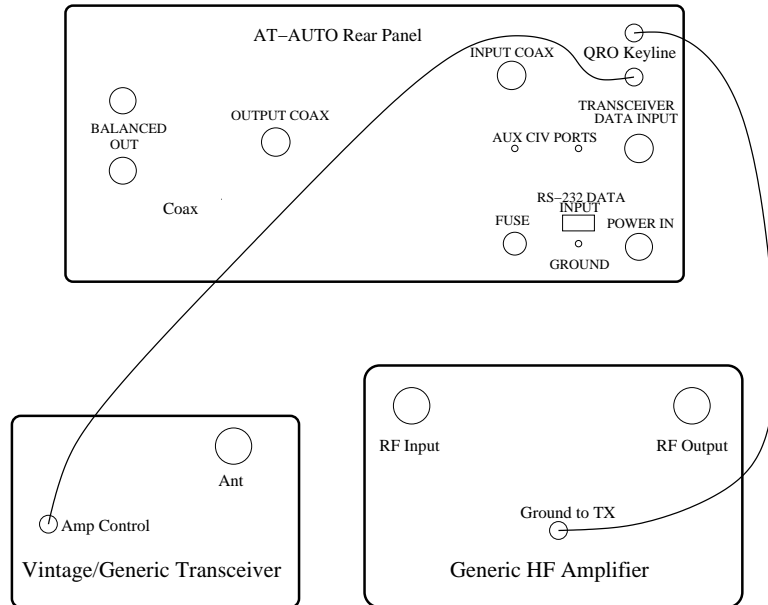 AT−AUTO Rear Panel
QRO Keyline
INPUT COAX
TRANSCEIVER
DATA INPUT
OUTPUT COAX
BALANCED
OUT
AUX CIV PORTS
Coax
RS−232 DATA
INPUT
FUSE
POWER IN
GROUND
RF Input
RF Output
Ant
Ground to TX
Amp Control
Vintage/Generic Transceiver
Generic HF Amplifier